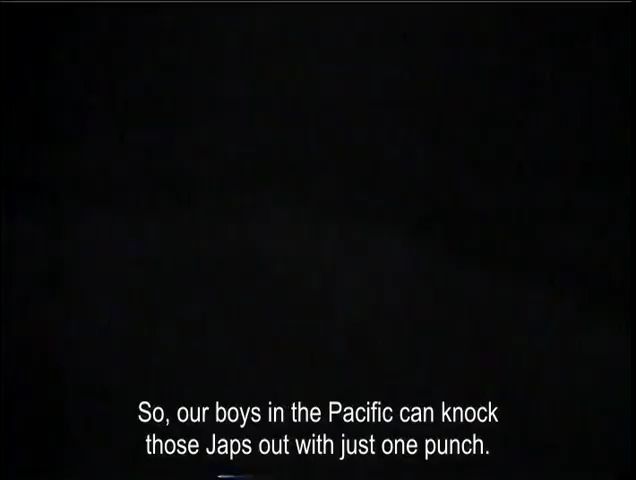 So, our boys in the Pacific can knock
those Japs out with just one punch.